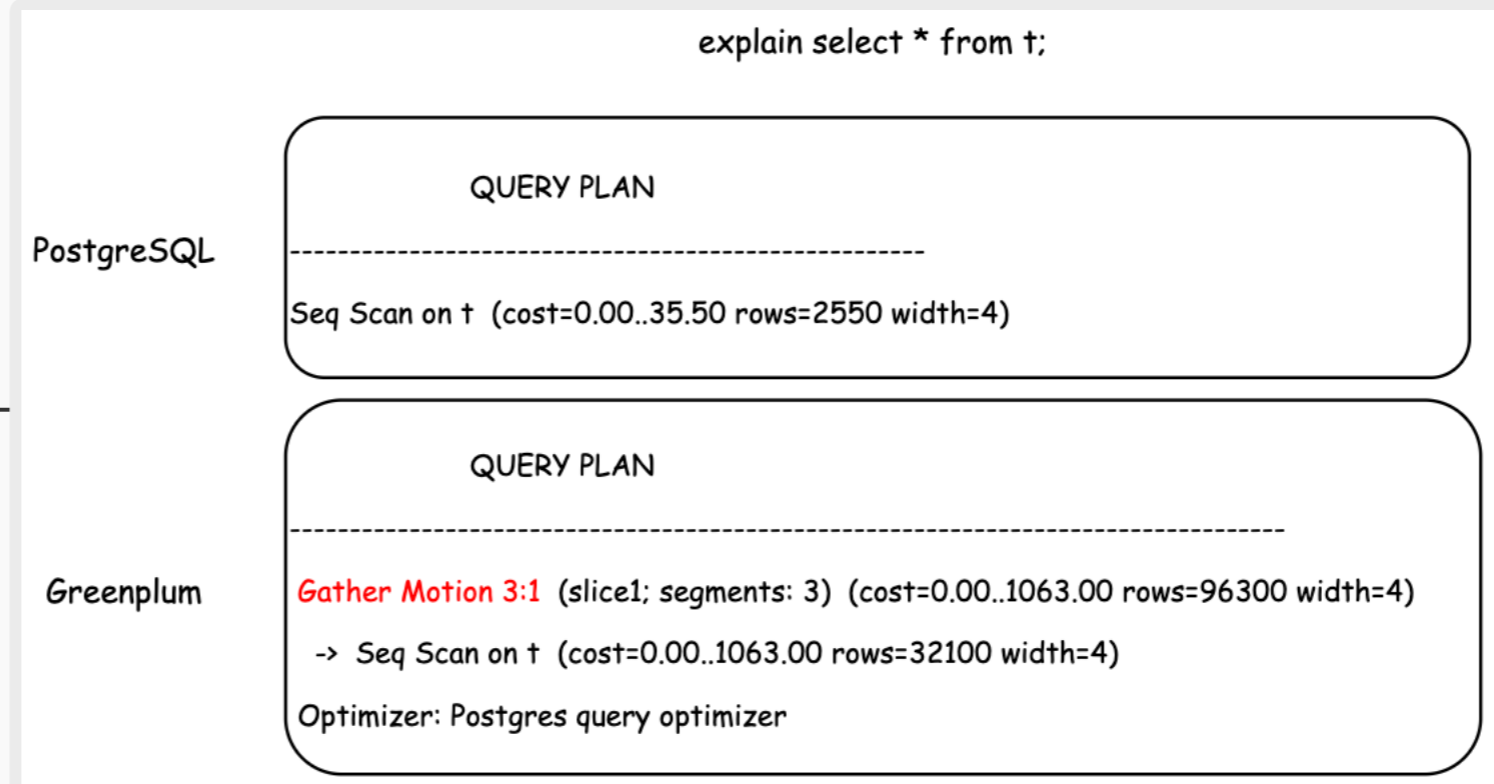 explain select * from t;
QUERY PLAN
PostgreSQL
-----------------------------------------------------
Seq Scan on t (cost=0.00..35.50 rows=2550 width=4)
QUERY PLAN
-----------------------------------------------------------------------------------
Greenplum
Gather Motion 3:1 (slice1; segments: 3) (cost=0.00..1063.00 rows=96300 width=4)
-> Seq Scan on t (cost=0.00..1063.00 rows=32100 width=4)
Optimizer: Postgres query optimizer